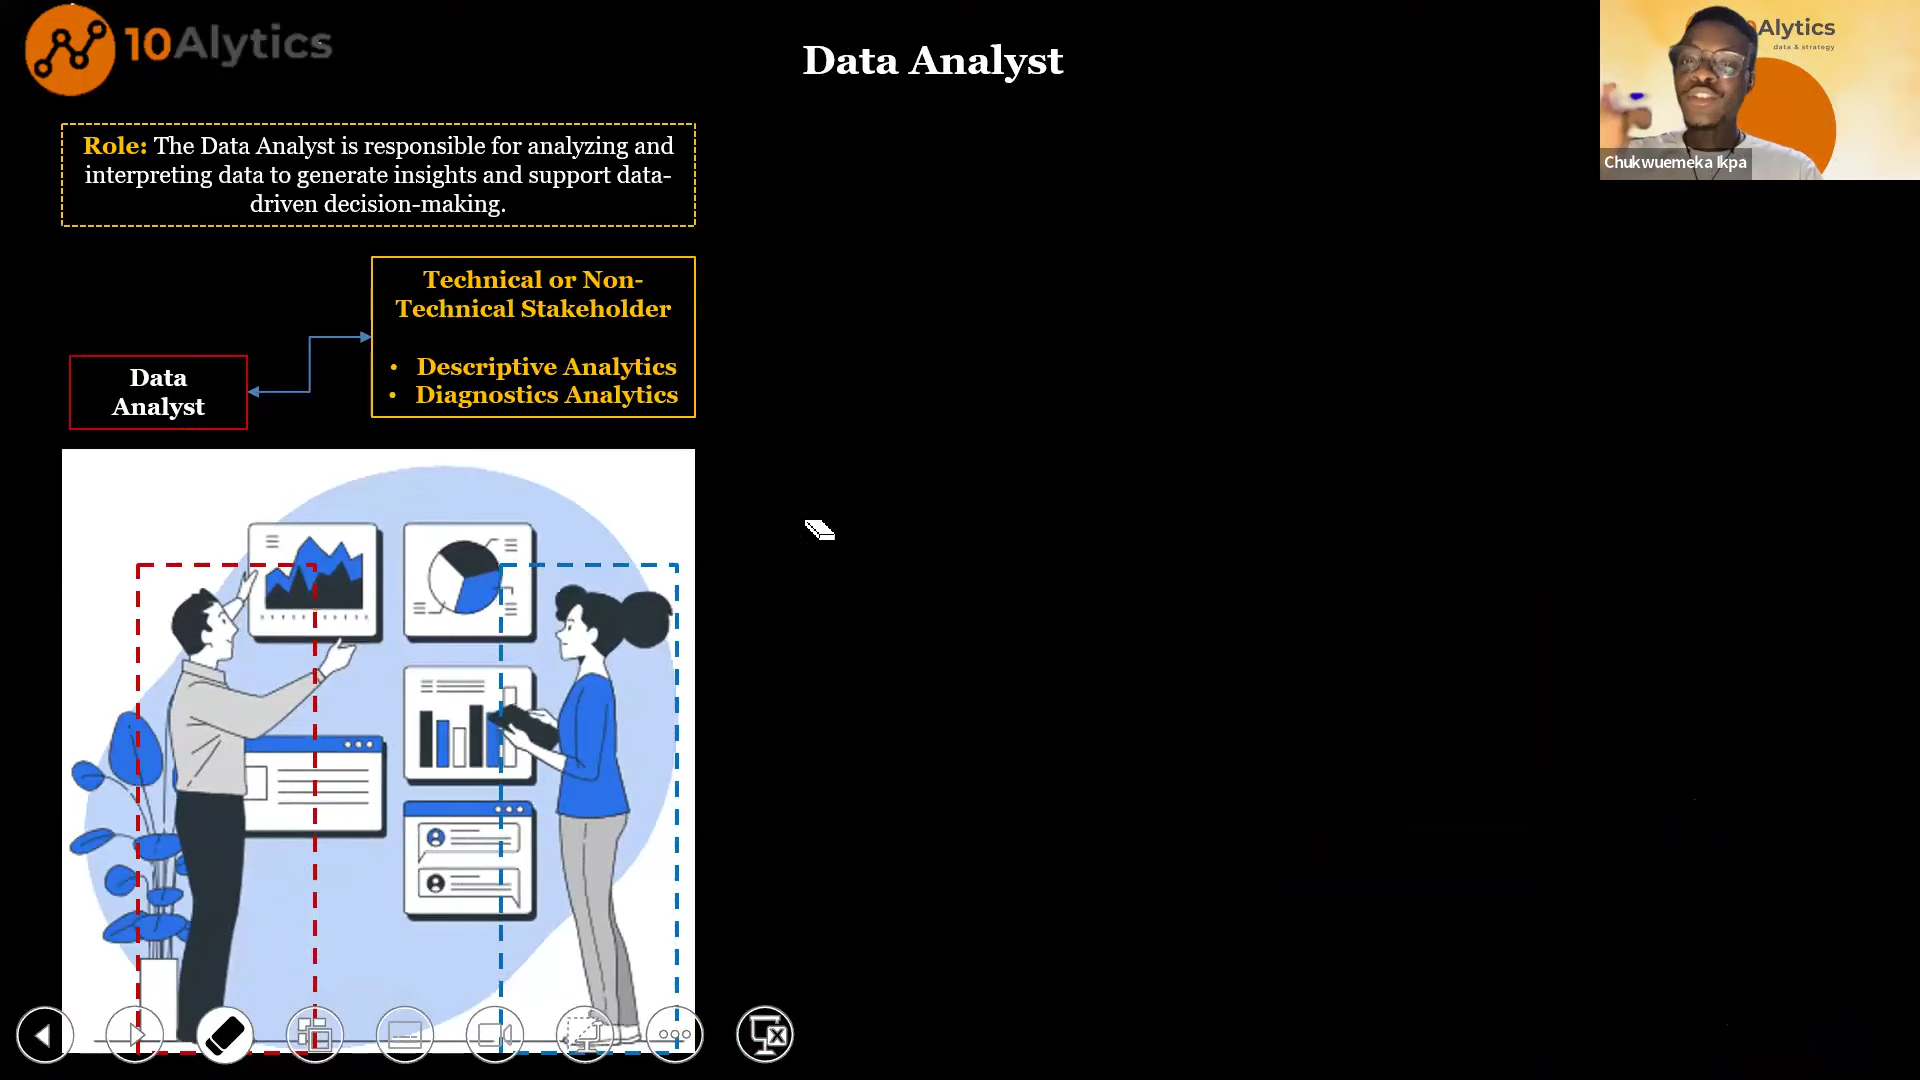 10Alytics
Data Analyst
Alytics
data & strategy
Chukwuemeka Ikpa
Role: The Data Analyst is responsible for analyzing and
interpreting data to generate insights and support data-
driven decision-making.
Technical or Non-
Technical Stakeholder
• Descriptive Analytics
• Diagnostics Analytics
Data
Analyst